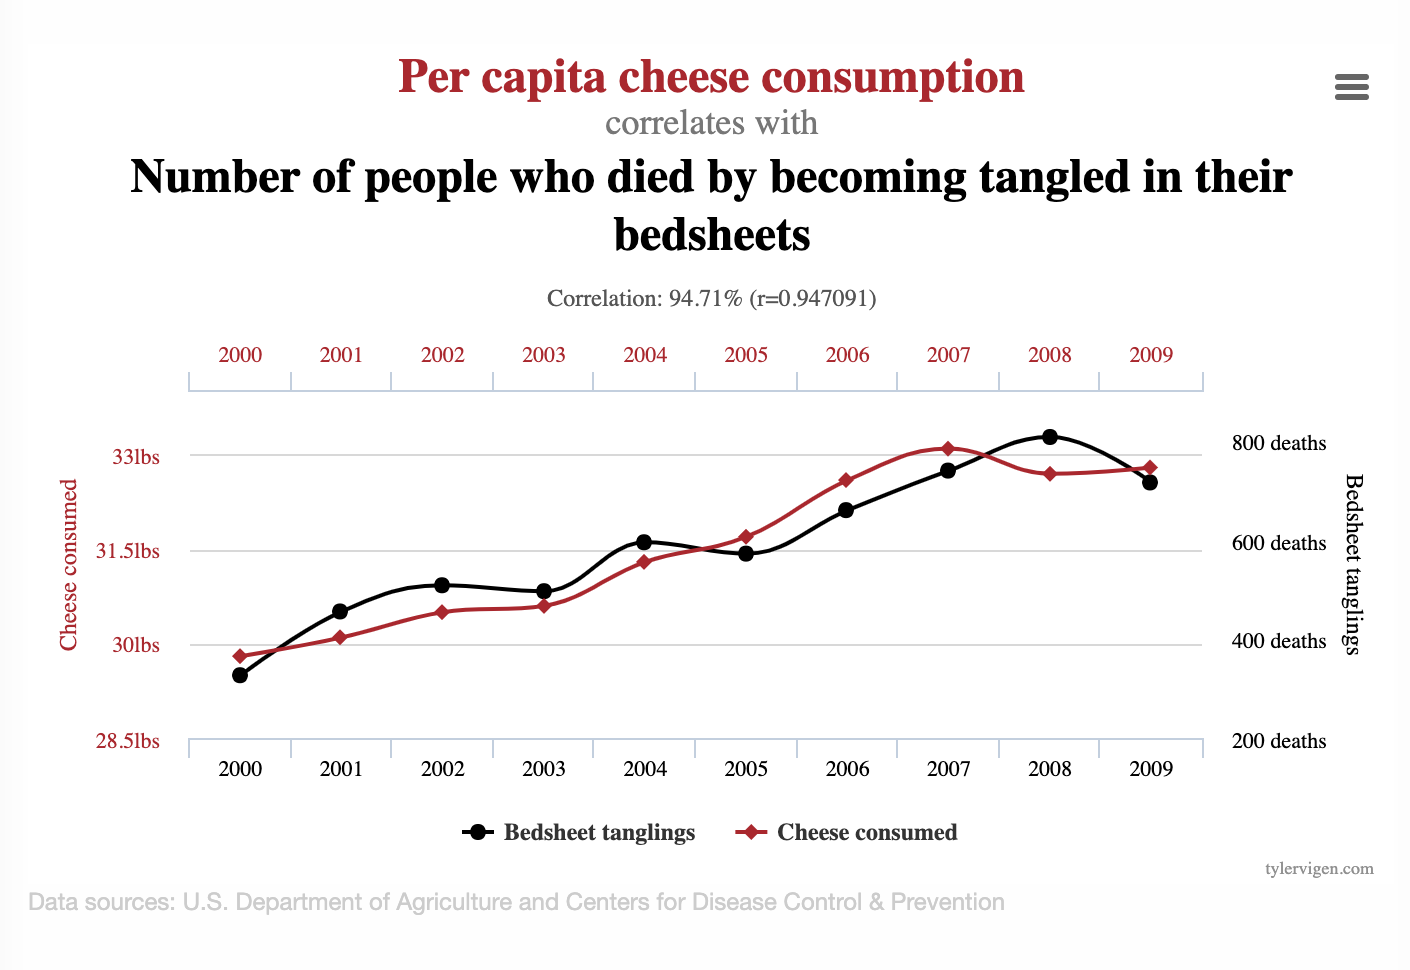 Per capita cheese consumption
correlates with
Number of people who died by becoming tangled in their
bedsheets
Correlation: 94.71% (r=0.947091)
2000 2001 2002 2003 2004 2005 2006 2007 2008 2009
Cheese consumed
33lbs
31.5lbs
30lbs
28.5lbs
800 deaths
600 deaths
400 deaths
200 deaths
Bedsheet tanglings
2000 2001 2002 2003 2004 2005 2006 2007 2008 2009
Bedsheet tanglings Cheese consumed
tylervigen.com
Data sources: U.S. Department of Agriculture and Centers for Disease Control & Prevention